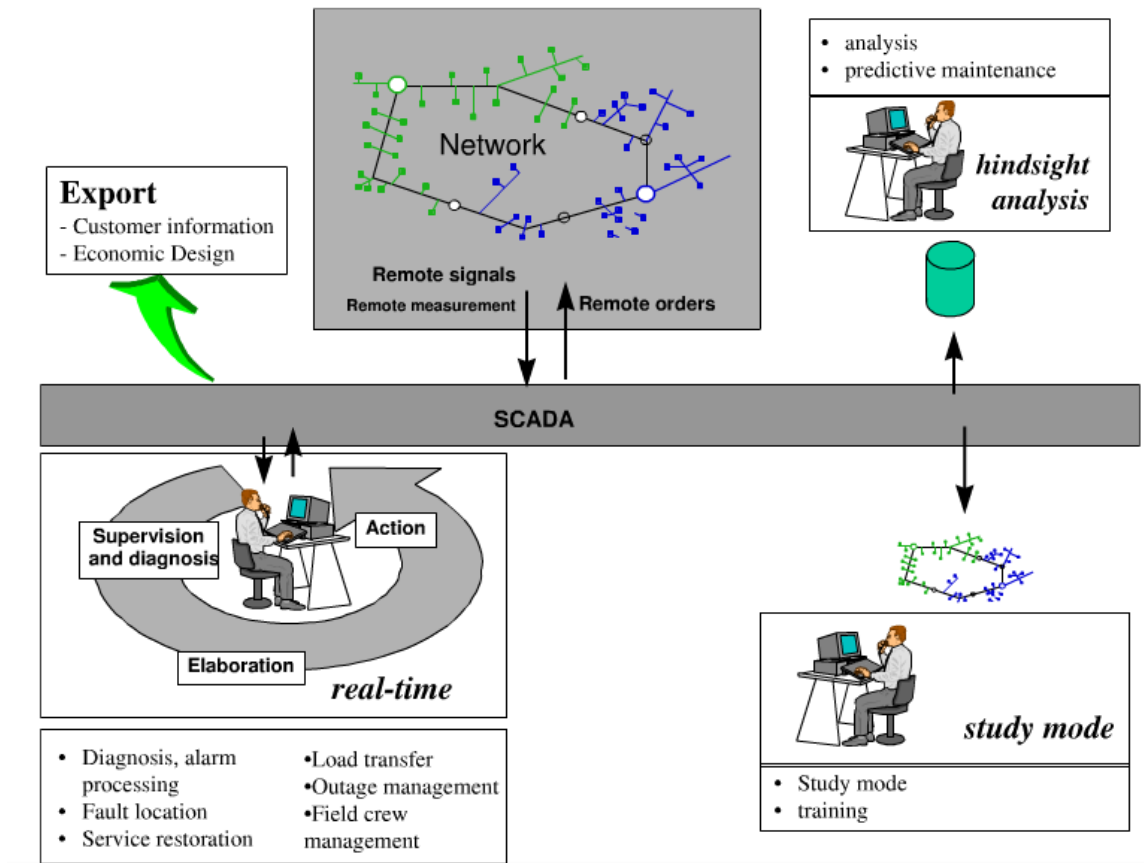 • analysis
• predictive maintenance
hindsight
analysis
Network
Export
- Customer information
- Economic Design
Remote signals
Remote measurement
Remote orders
SCADA
Supervision
and diagnosis
Action
Elaboration
real-time
• Diagnosis, alarm
processing
• Fault location
• Service restoration
•Load transfer
•Outage management
•Field crew
management
study mode
• Study mode
• training